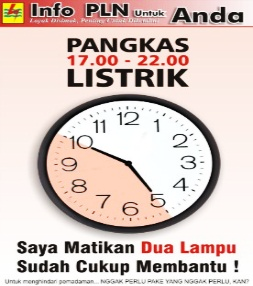 Info PLN Untuk Anda
Layak Disimak, Penting Untuk Diketahui
PANGKAS
17.00 - 22.00
LISTRIK
12
1
2
3
4
5
6
7
8
9
10
11
Saya Matikan Dua Lampu
Sudah Cukup Membantu !
Untuk menghindari pemadaman... NGGAK PERLU PAKE YANG NGGAK PERLU, KAN?